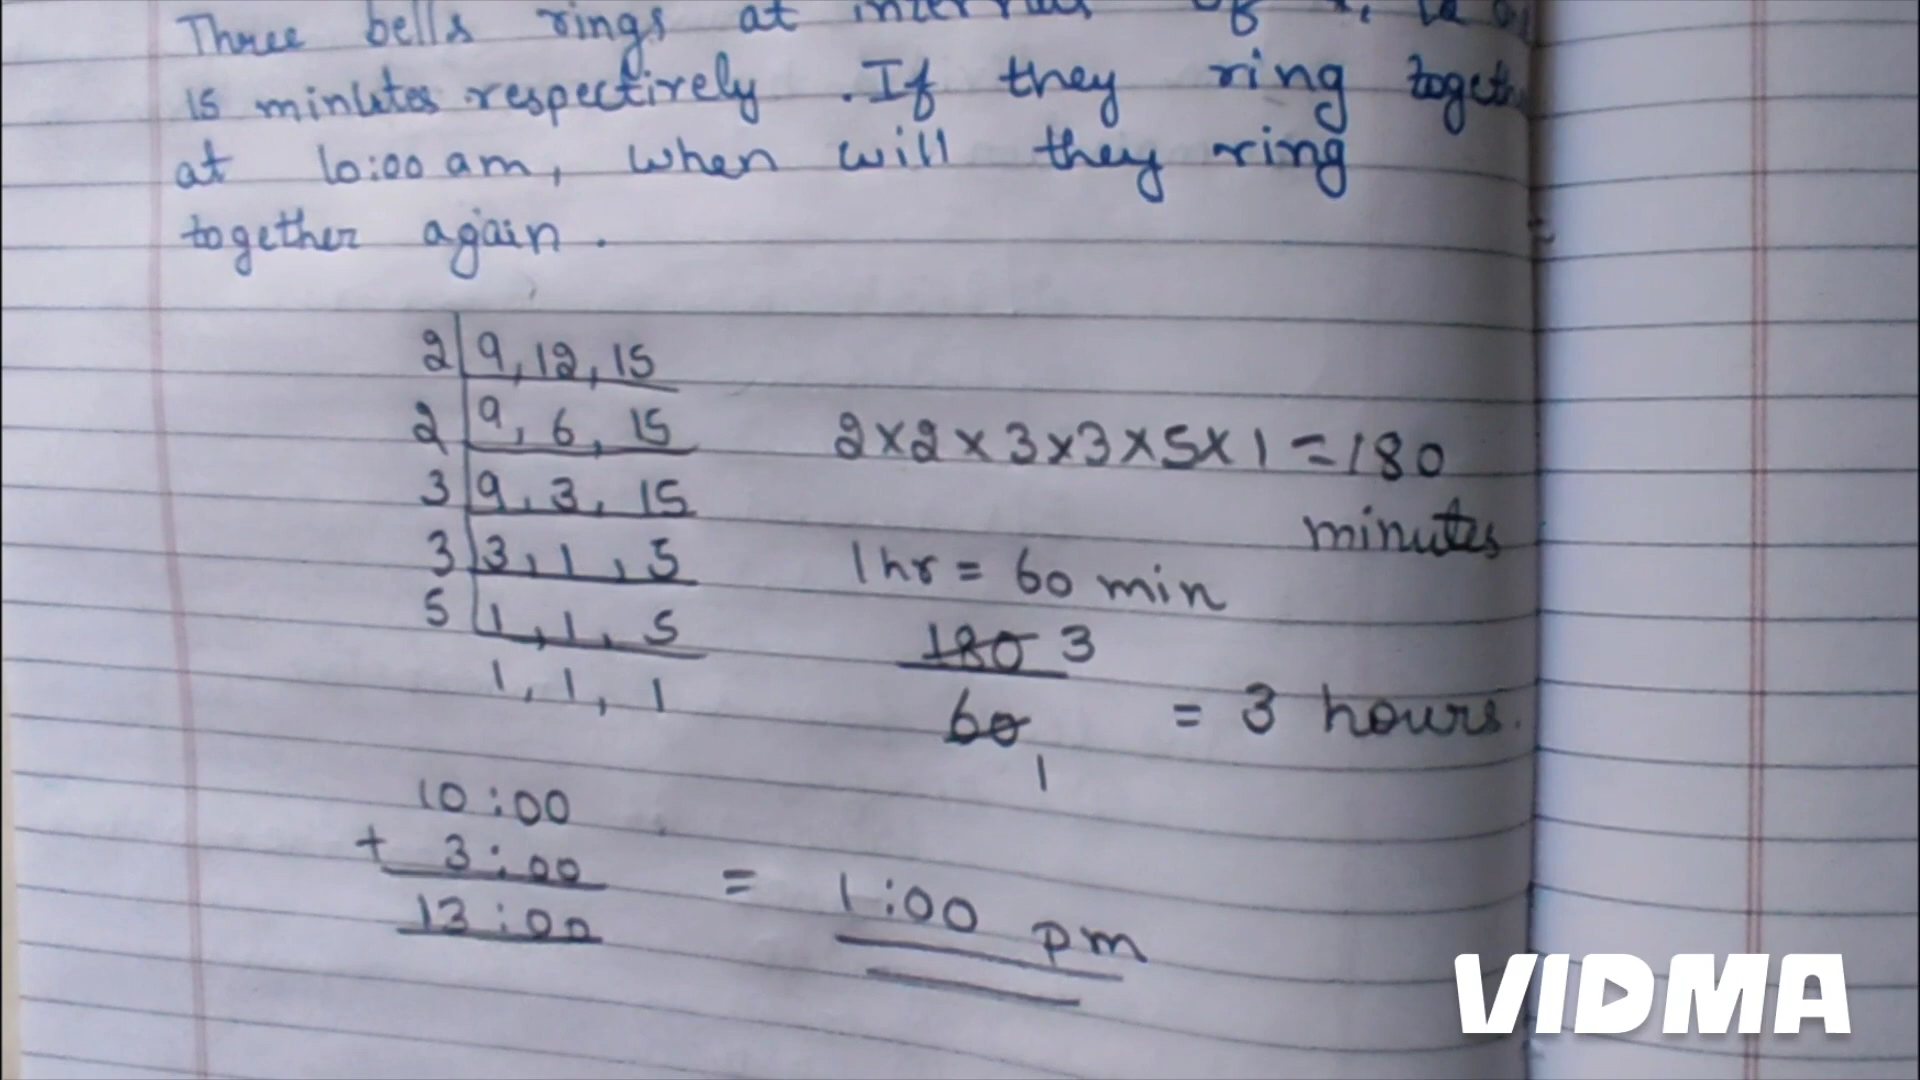 Three bells rings at interval of
15 minutes respectively. If they ring
at 10:00 am, when will they ring
together again.
2 | 9, 12, 15
2 | 9, 6, 15
3 | 9, 3, 15
3 | 3, 1, 5
5 | 1, 1, 5
1, 1, 1
2×2×3×3×5×1=180
minutes
1hr = 60 min
180 3
60 1
= 3 hours.
10:00
+ 3:00
13:00
= 1:00 pm
VIDMA